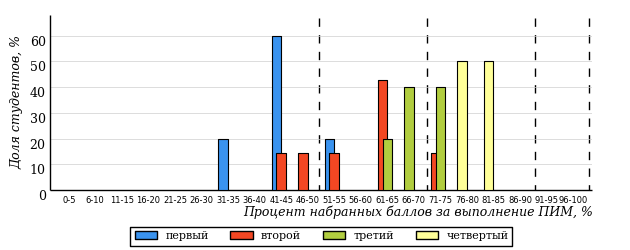 Доля студентов, %
60
50
40
30
20
10
0
0-5 6-10 11-15 16-20 21-25 26-30 31-35 36-40 41-45 46-50 51-55 56-60 61-65 66-70 71-75 76-80 81-85 86-90 91-95 96-100
Процент набранных баллов за выполнение ПИМ, %
первый второй третий четвертый